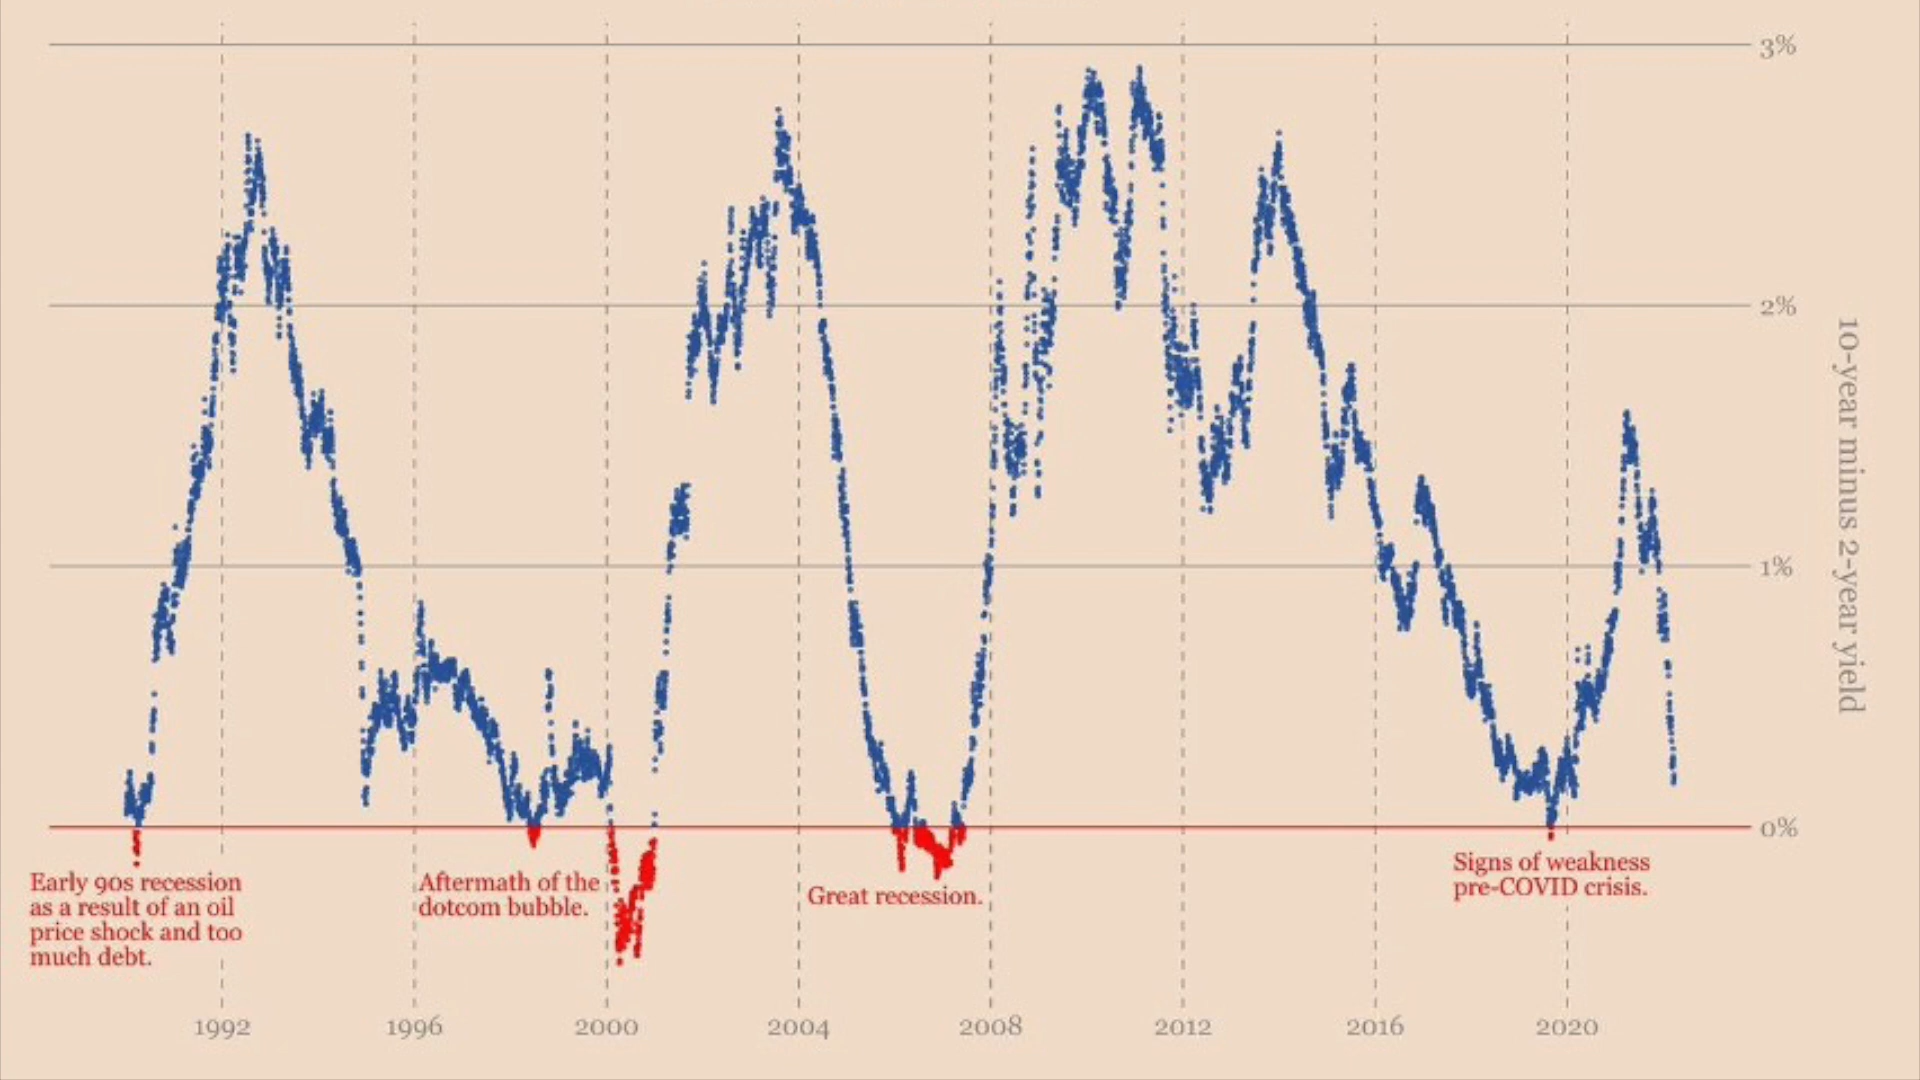 3%
2%
1%
0%
10-year minus 2-year yield
Early 90s recession
as a result of an oil
price shock and too
much debt.
Aftermath of the
dotcom bubble.
Great recession.
Signs of weakness
pre-COVID crisis.
1992
1996
2000
2004
2008
2012
2016
2020